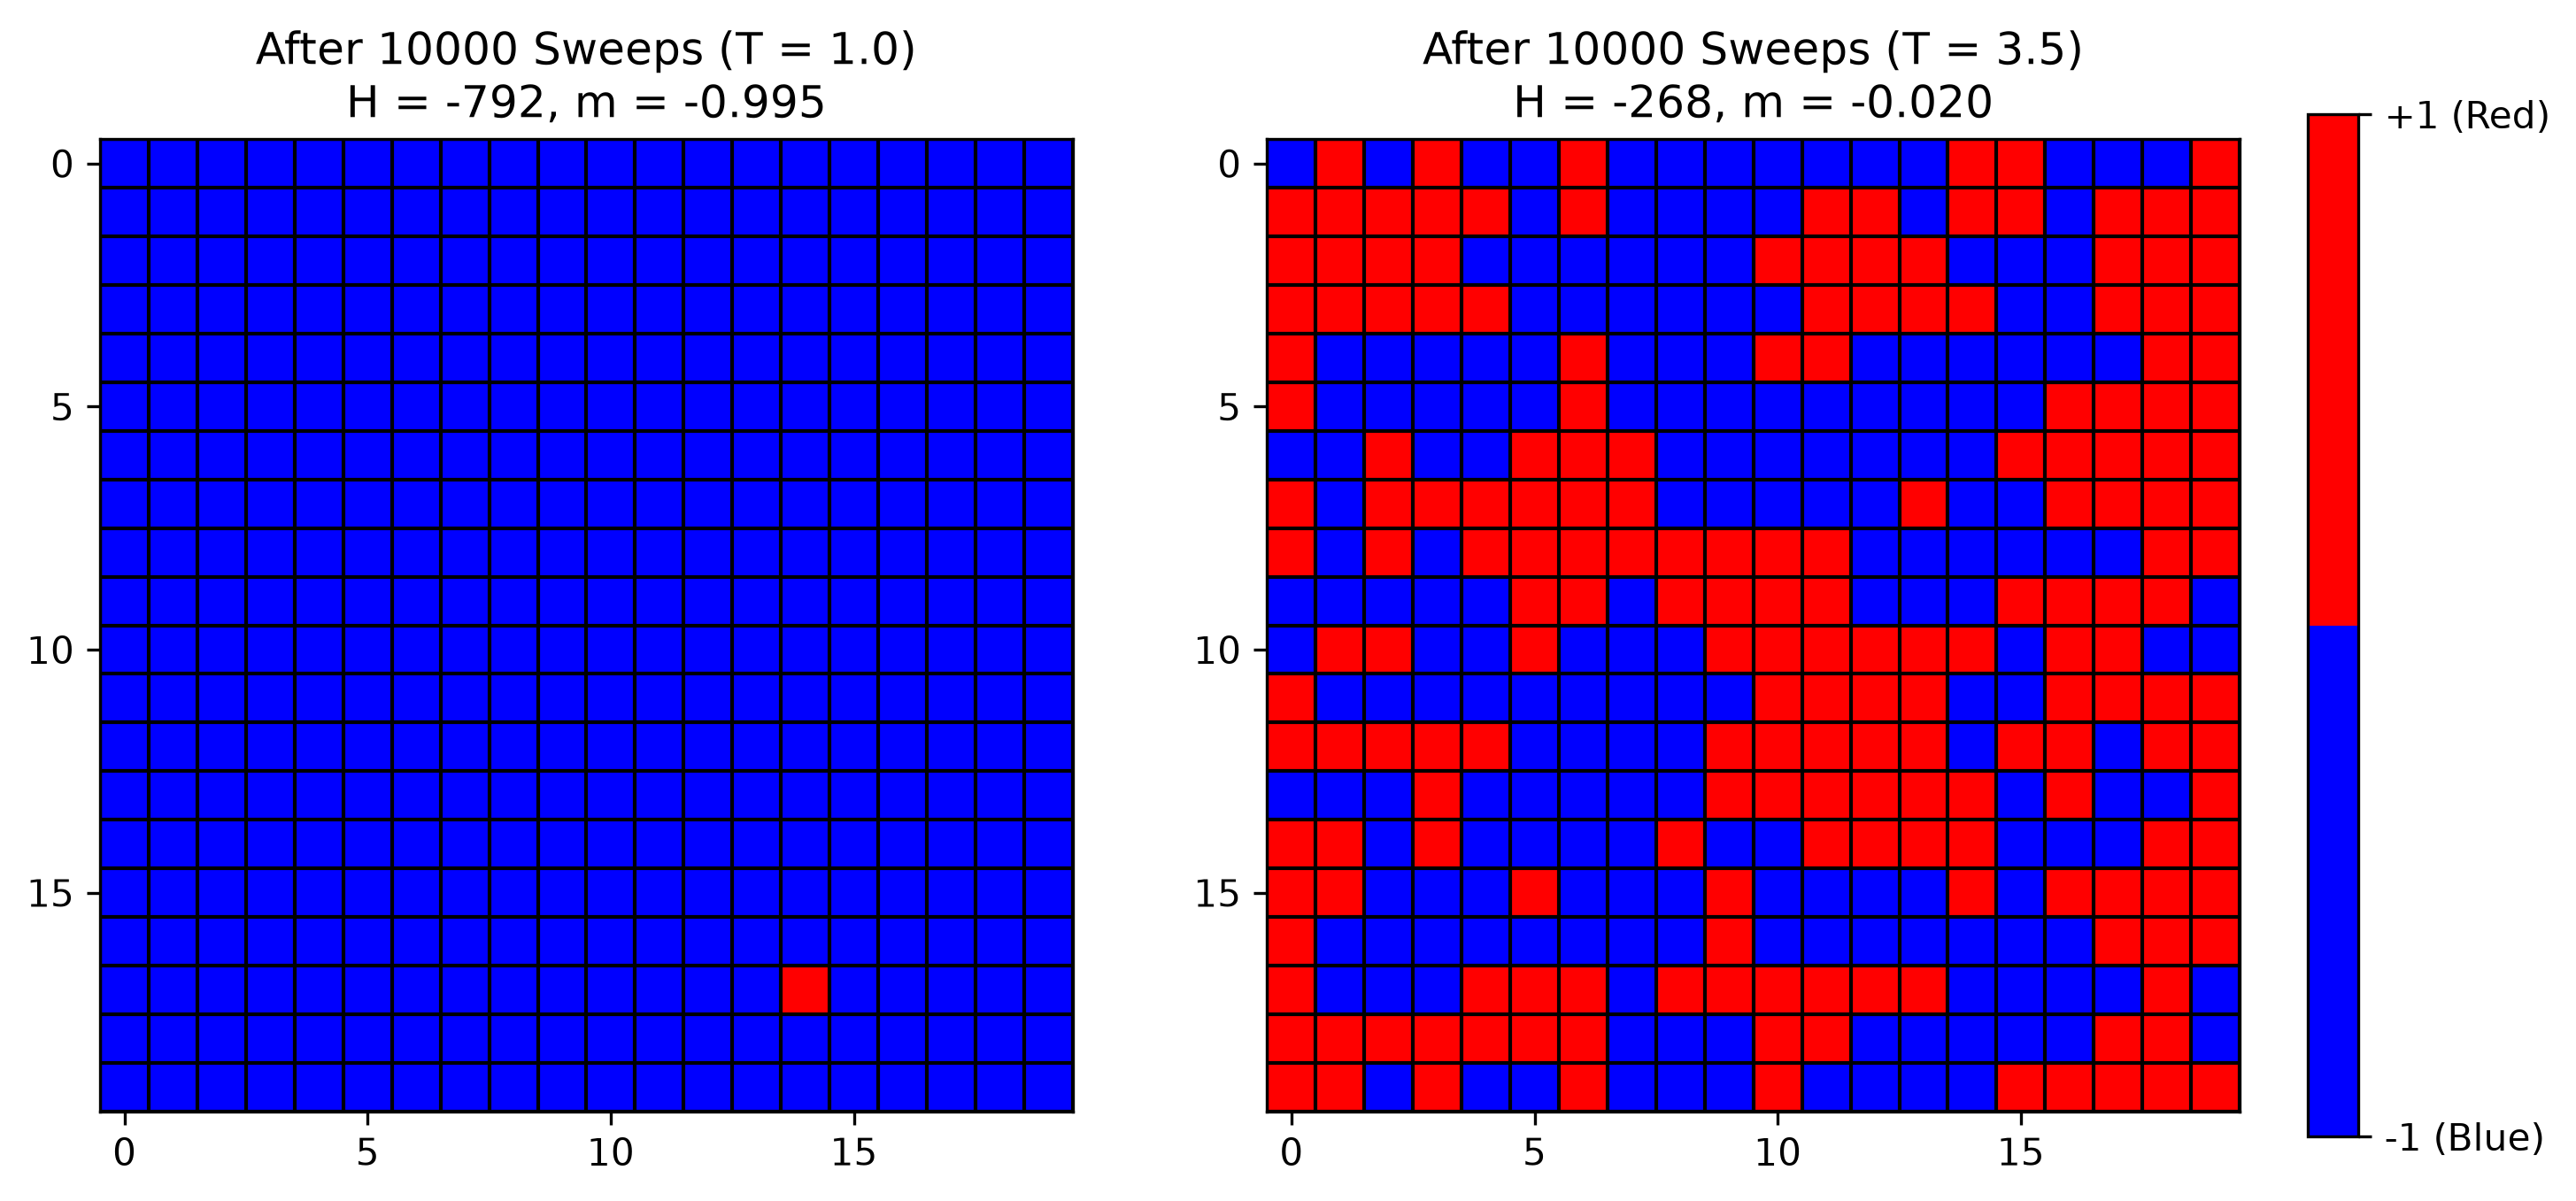 After 10000 Sweeps (T = 1.0)
H = -792, m = -0.995
0
5
10
15
0 5 10 15
After 10000 Sweeps (T = 3.5)
H = -268, m = -0.020
0
5
10
15
0 5 10 15
+1 (Red)
-1 (Blue)